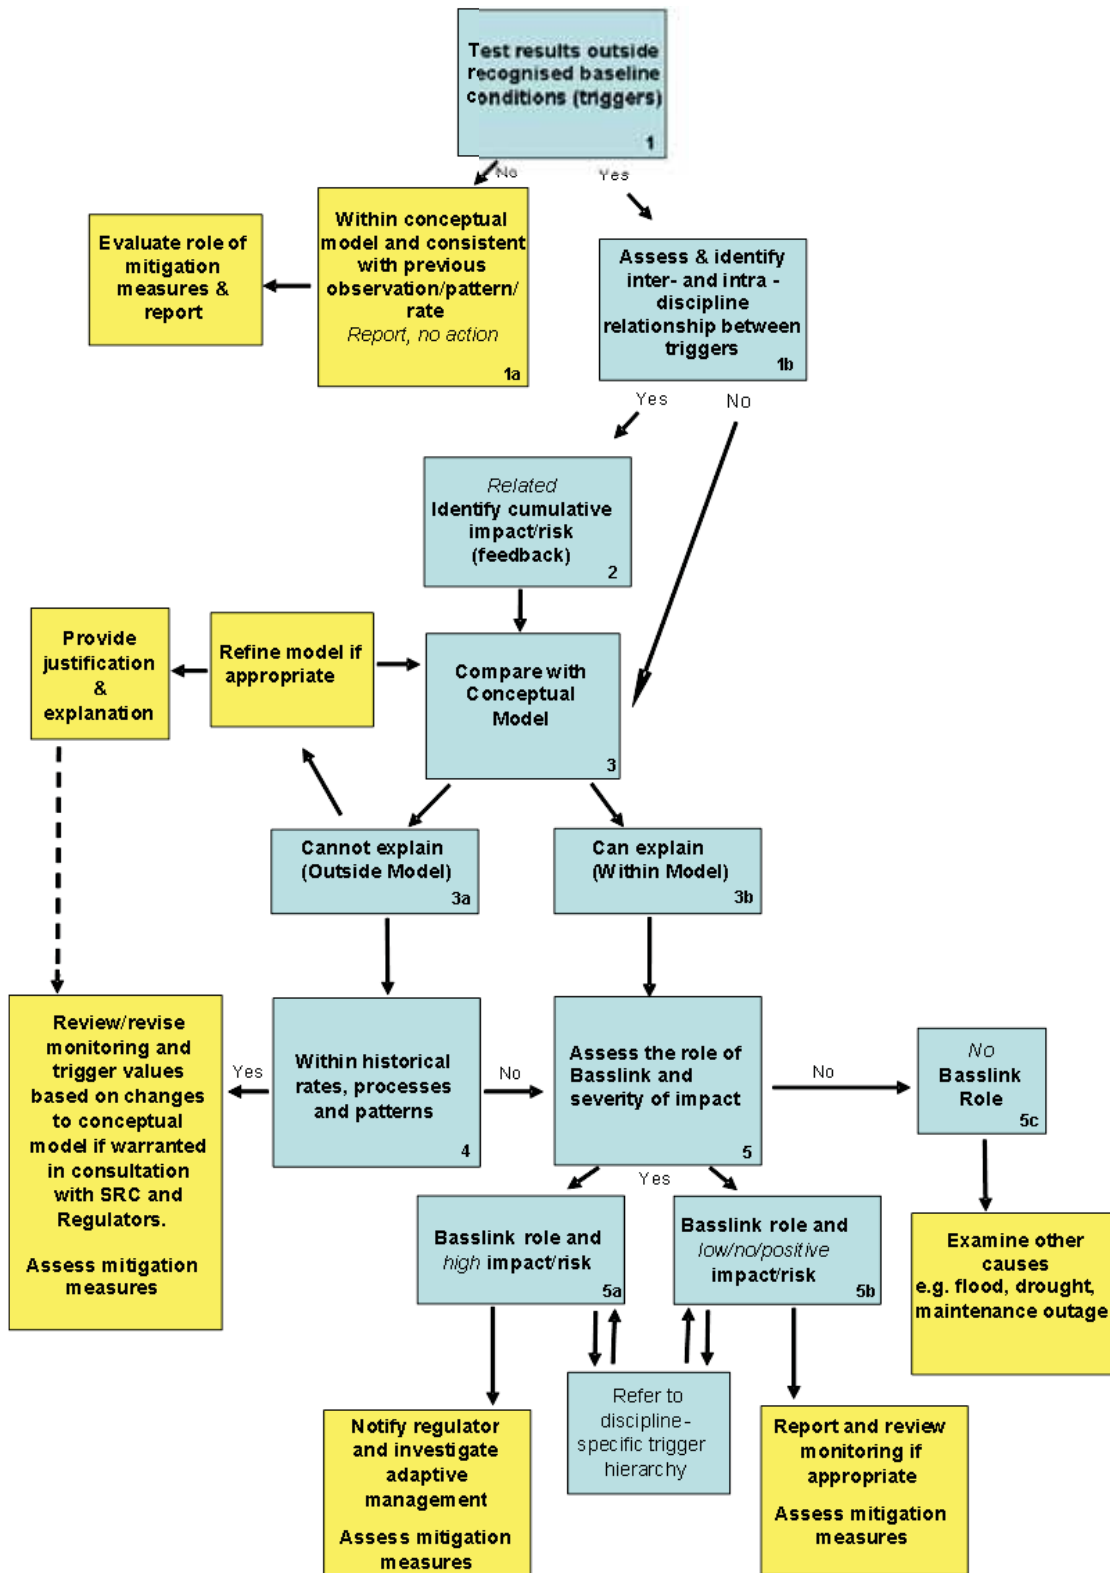 Test results outside
recognised baseline
conditions (triggers)
1
No
Yes
Evaluate role of
mitigation
measures &
report
Within conceptual
model and consistent
with previous
observation/pattern/
rate
Report, no action
1a
Assess & identify
inter- and intra -
discipline
relationship between
triggers
1b
Yes
No
Related
Identify cumulative
impact/risk
(feedback)
2
Provide
justification
&
explanation
Refine model if
appropriate
Compare with
Conceptual
Model
3
Cannot explain
(Outside Model)
3a
Can explain
(Within Model)
3b
Review/revise
monitoring and
trigger values
based on changes
to conceptual
model if warranted
in consultation
with SRC and
Regulators.
Assess mitigation
measures
Yes
Within historical
rates, processes
and patterns
4
No
Assess the role of
Basslink and
severity of impact
5
No
No
Basslink
Role
5c
Yes
Basslink role and
high impact/risk
5a
Basslink role and
low/no/positive
impact/risk
5b
Examine other
causes
e.g. flood, drought,
maintenance outage
Refer to
discipline-
specific trigger
hierarchy
Notify regulator
and investigate
adaptive
management
Assess mitigation
measures
Report and review
monitoring if
appropriate
Assess mitigation
measures